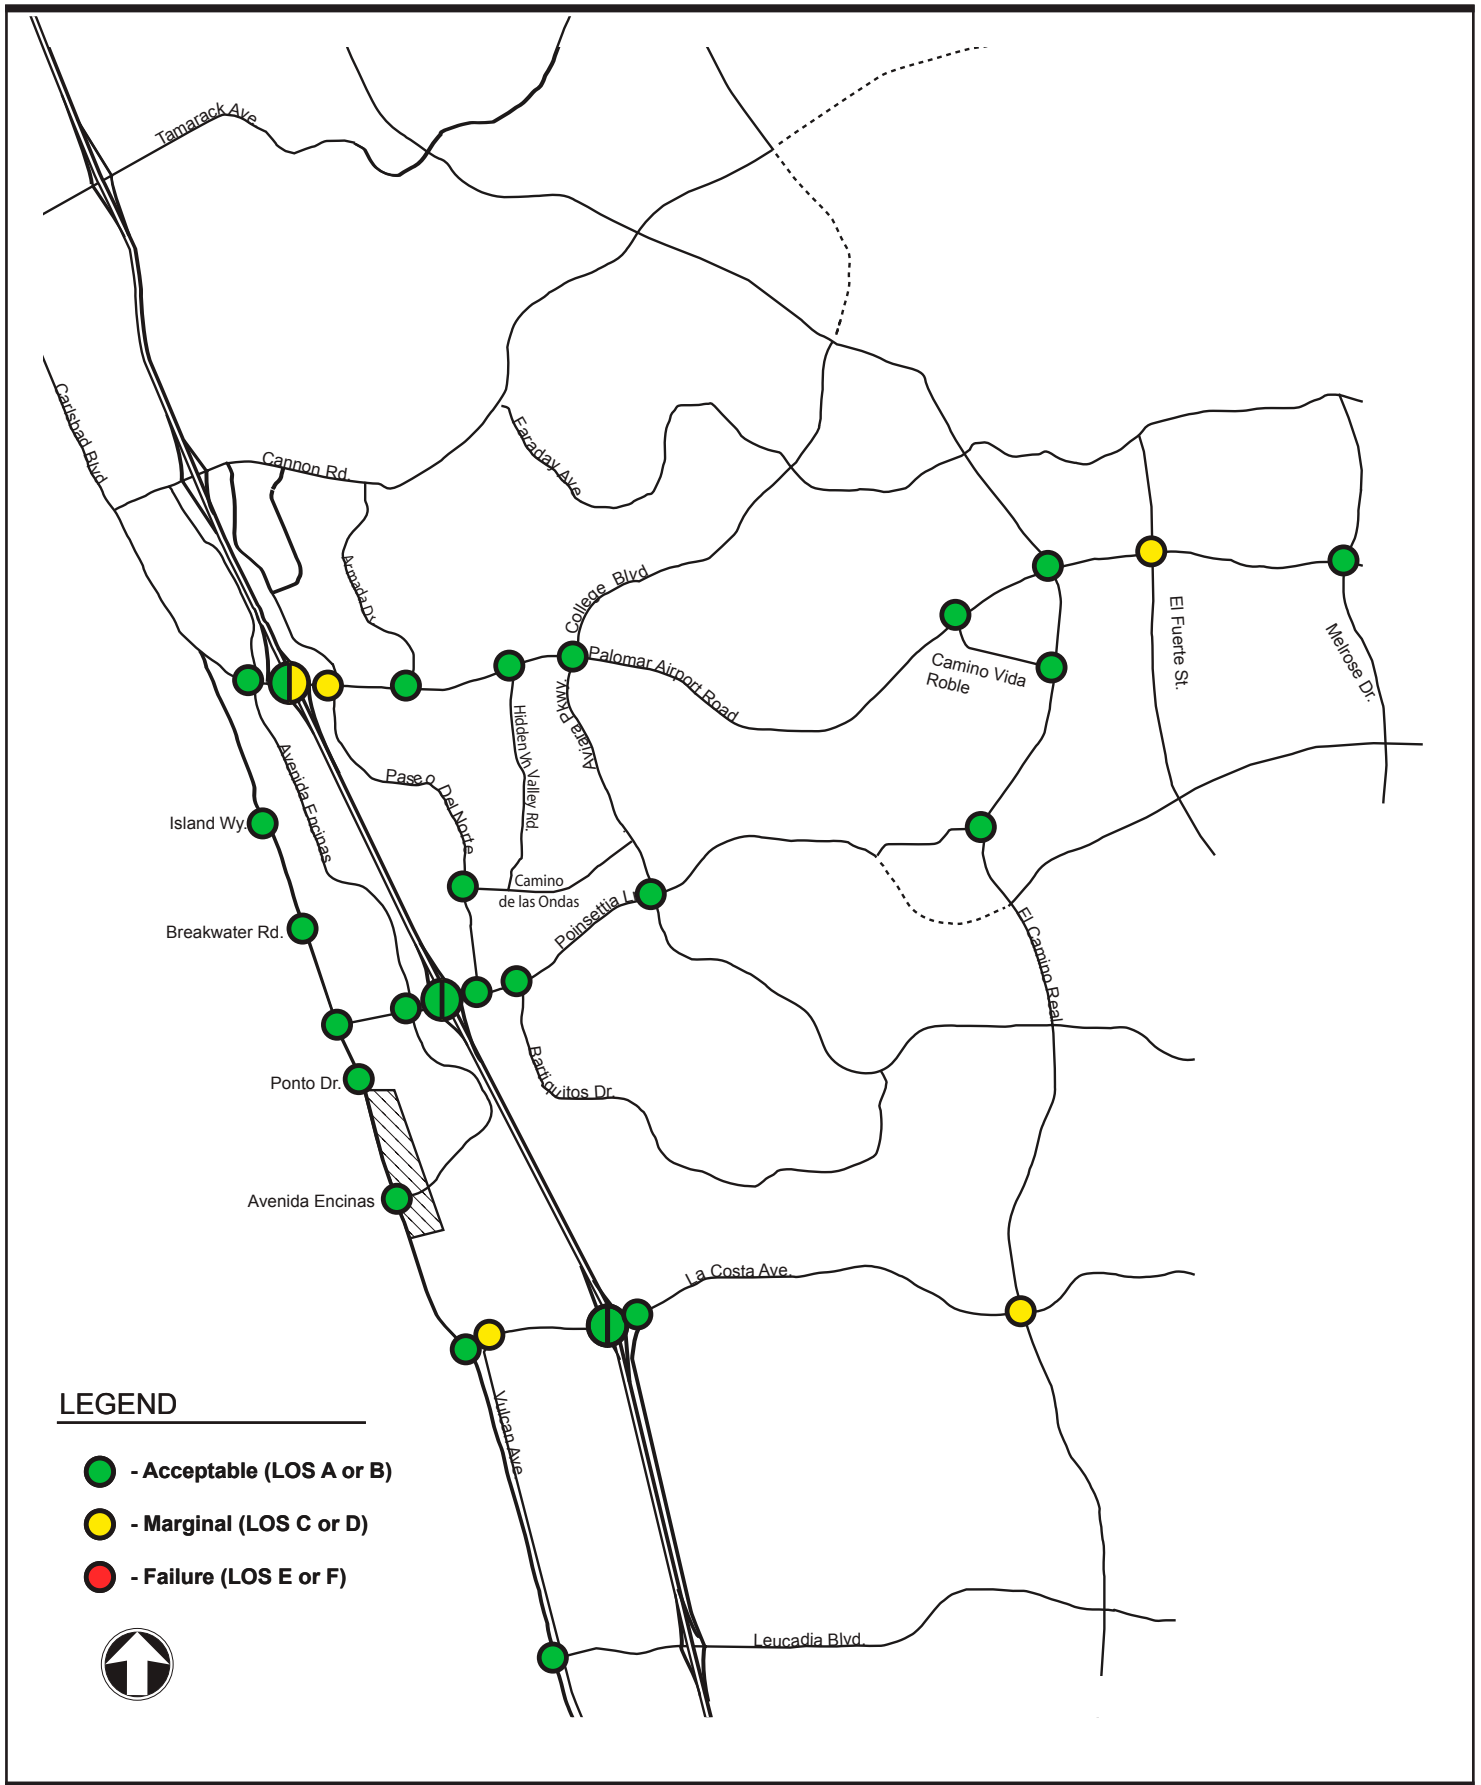 Tamarack Ave.
Carlsbad Blvd
Cannon Rd.
Faraday Ave.
Armada Dr.
College Blvd
Palomar Airport Road
Camino Vida
Roble
El Fuerte St.
Melrose Dr.
Aviara Pkwy.
Hidden Valley Rd.
Avenida Encinas
Paseo
Del Norte
Island Wy.
Camino
de las Ondas
Poinsettia
Breakwater Rd.
El Camino Real
Ponto Dr.
Bartiquitos Dr.
Avenida Encinas
La Costa Ave.
Vulcan Ave
Leucadia Blvd.
LEGEND
- Acceptable (LOS A or B)
- Marginal (LOS C or D)
- Failure (LOS E or F)